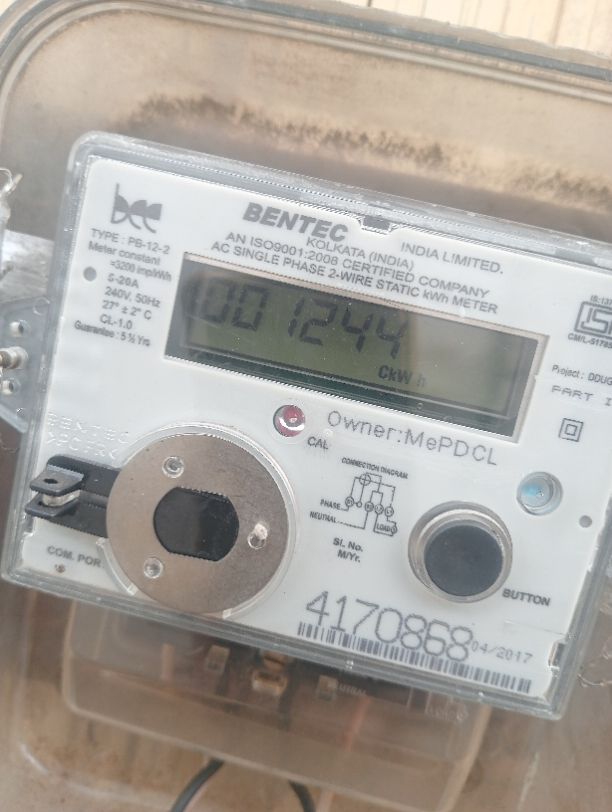 bec
BENTEC INDIA LIMITED.
KOLKATA (INDIA)
AN ISO9001:2008 CERTIFIED COMPANY
AC SINGLE PHASE 2-WIRE STATIC kWh METER
TYPE : PB-12-2
Meter constant
=3200 imp/kWh
5-20A
240V, 50Hz
27° ± 2° C
CL-1.0
Guarantee : 5 ½ Yrs
001244
CkWh
CAL
Owner:MePDCL
Project : DDUG
PART I
CONNECTION DIAGRAM
PHASE
NEUTRAL
LOAD
Sl. No.
M/Yr.
COM. POR
BUTTON
4170868
04/2017